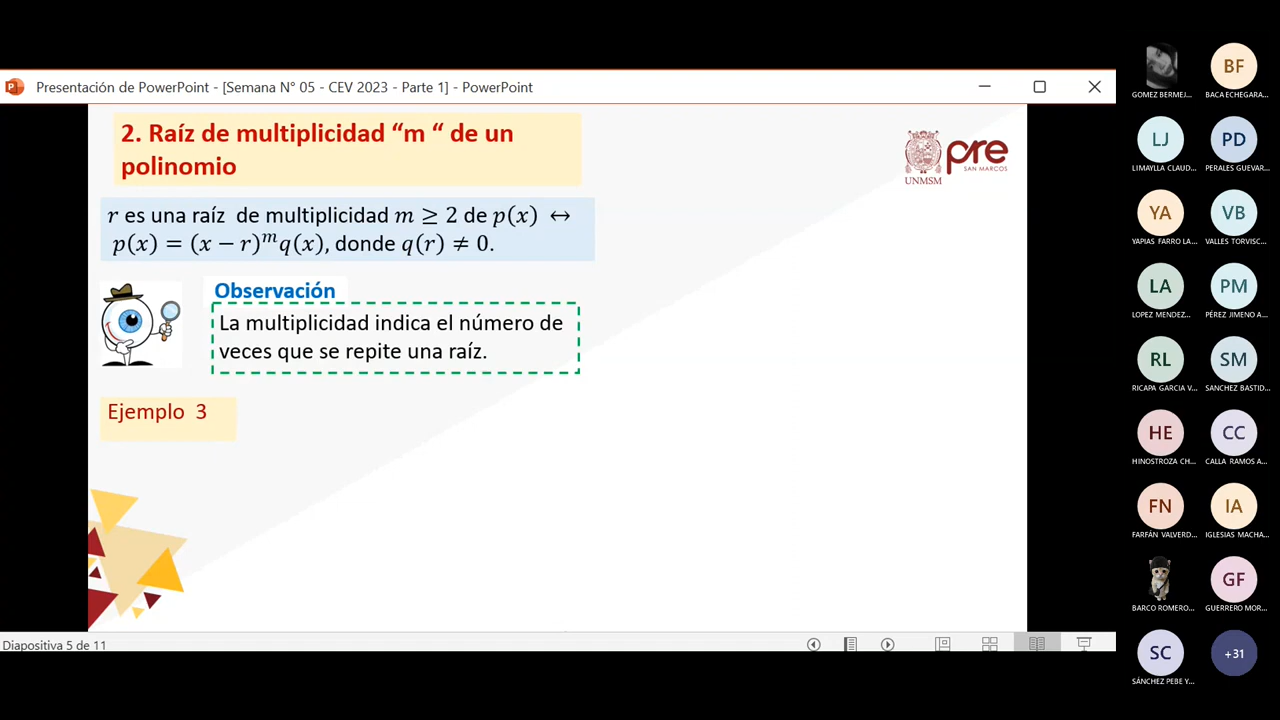 Presentación de PowerPoint - [Semana N° 05 - CEV 2023 - Parte 1] - PowerPoint
2. Raíz de multiplicidad “m “ de un
polinomio
pre
SAN MARCOS
UNMSM
r es una raíz de multiplicidad m ≥ 2 de p(x) ↔
p(x) = (x − r)^m q(x), donde q(r) ≠ 0.
Observación
La multiplicidad indica el número de
veces que se repite una raíz.
Ejemplo 3
Diapositiva 5 de 11
GOMEZ BERMEJ...
BF
BACA ECHEGARA...
LJ
LIMAYLLA CLAUD...
PD
PERALES GUEVAR...
YA
YAPIAS FARRO LA...
VB
VALLES TORVISC...
LA
LOPEZ MENDEZ...
PM
PÉREZ JIMENO A...
RL
RICAPA GARCIA V...
SM
SANCHEZ BASTID...
HE
HINOSTROZA CH...
CC
CALLA RAMOS A...
FN
FARFÁN VALVERD...
IA
IGLESIAS MACHA...
BARCO ROMERO...
GF
GUERRERO MOR...
SC
SÁNCHEZ PEBE Y...
+31